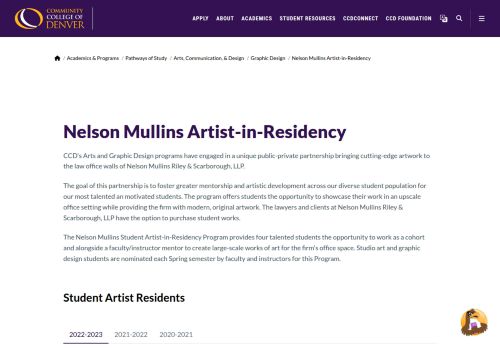 COMMUNITY
COLLEGE OF
DENVER
APPLY ABOUT ACADEMICS STUDENT RESOURCES CCDCONNECT CCD FOUNDATION
/ Academics & Programs / Pathways of Study / Arts, Communication, & Design / Graphic Design / Nelson Mullins Artist-in-Residency
Nelson Mullins Artist-in-Residency
CCD's Arts and Graphic Design programs have engaged in a unique public-private partnership bringing cutting-edge artwork to
the law office walls of Nelson Mullins Riley & Scarborough, LLP.
The goal of this partnership is to foster greater mentorship and artistic development across our diverse student population for
our most talented an motivated students. The program offers students the opportunity to showcase their work in an upscale
office setting while providing the firm with modern, original artwork. The lawyers and clients at Nelson Mullins Riley &
Scarborough, LLP have the option to purchase student works.
The Nelson Mullins Student Artist-in-Residency Program provides four talented students the opportunity to work as a cohort
and alongside a faculty/instructor mentor to create large-scale works of art for the firm's office space. Studio art and graphic
design students are nominated each Spring semester by faculty and instructors for this Program.
Student Artist Residents
2022-2023 2021-2022 2020-2021